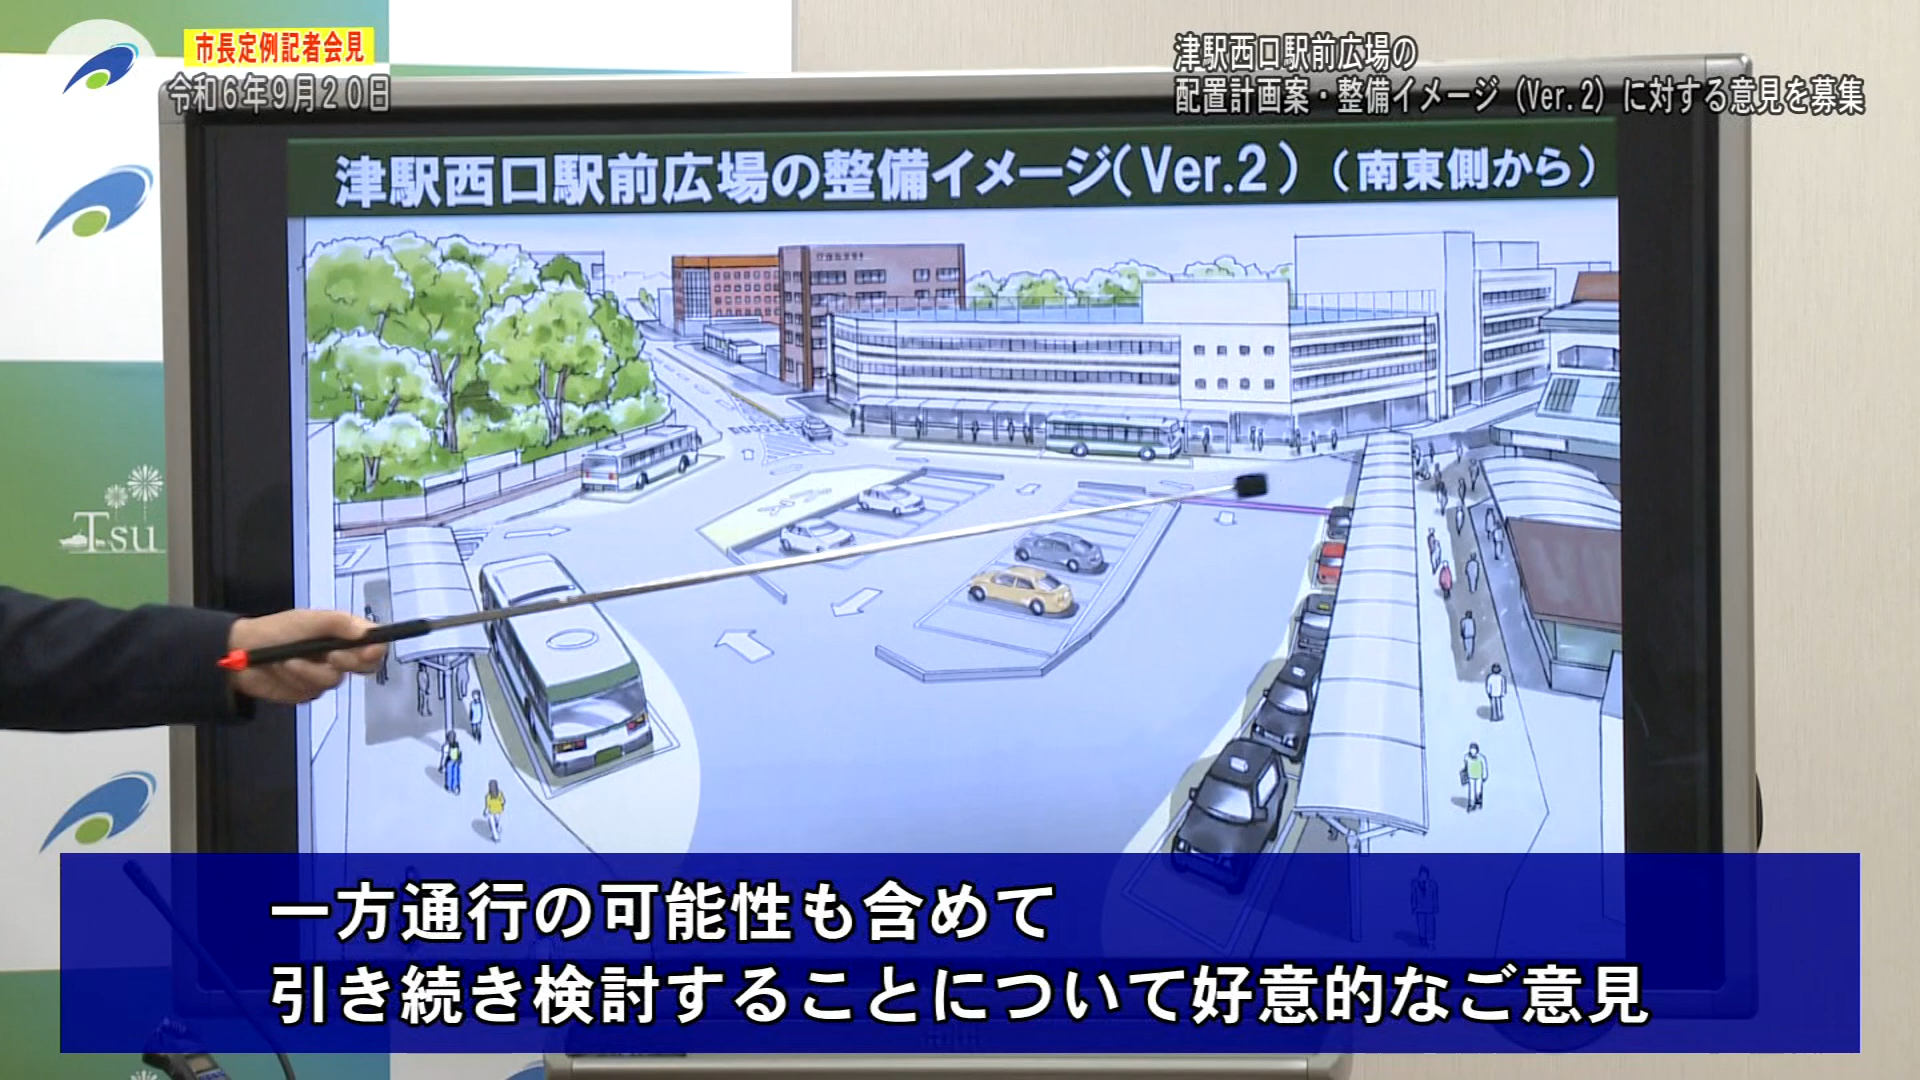 市長定例記者会見
令和6年9月20日
津駅西口駅前広場の
配置計画案・整備イメージ（Ver.2）に対する意見を募集
津駅西口駅前広場の整備イメージ（Ver.2）（南東側から）
Tsu
一方通行の可能性も含めて
引き続き検討することについて好意的なご意見